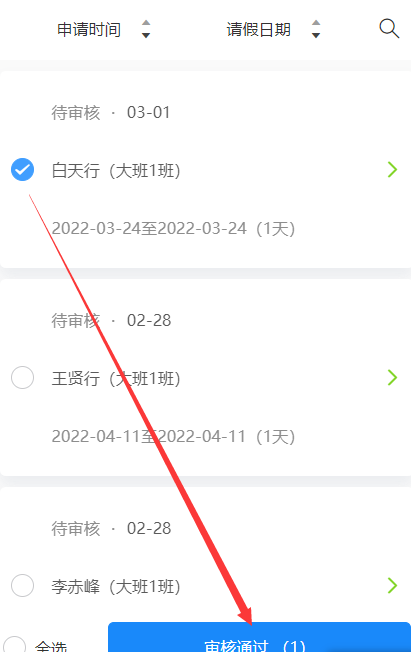 申请时间 请假日期
待审核 · 03-01
白天行（大班1班）
2022-03-24至2022-03-24（1天）
待审核 · 02-28
王贤行（大班1班）
2022-04-11至2022-04-11（1天）
待审核 · 02-28
李赤峰（大班1班）
全选 审核通过 （1）